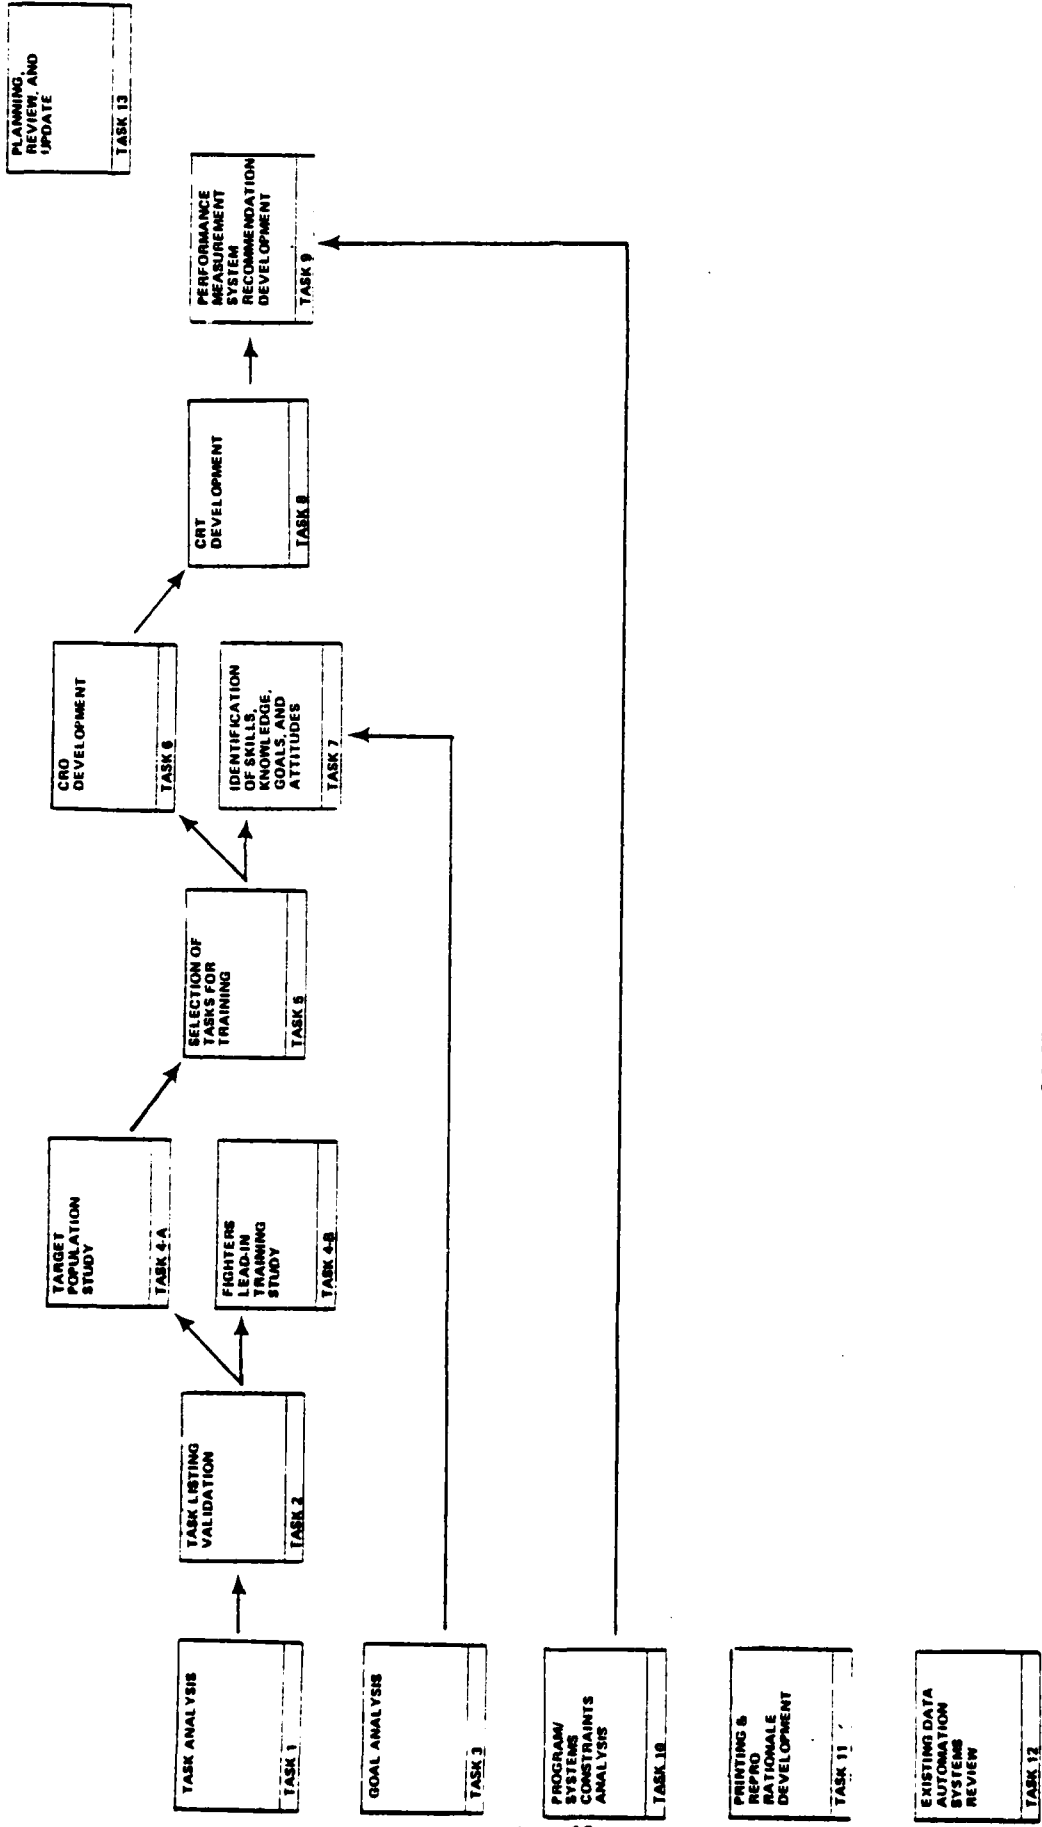 TASK ANALYSIS
TASK 1
TASK LISTING
VALIDATION
TASK 2
TARGET
POPULATION
STUDY
TASK 4-A
FIGHTERS
LEAD-IN
TRAINING
STUDY
TASK 4-B
SELECTION OF
TASKS FOR
TRAINING
TASK 5
CRO
DEVELOPMENT
TASK 6
IDENTIFICATION
OF SKILLS,
KNOWLEDGE,
GOALS, AND
ATTITUDES
TASK 7
CRT
DEVELOPMENT
TASK 8
PERFORMANCE
MEASUREMENT
SYSTEM
RECOMMENDATION
DEVELOPMENT
TASK 9
PLANNING,
REVIEW, AND
UPDATE
TASK 13
GOAL ANALYSIS
TASK 3
PROGRAM/
SYSTEMS
CONSTRAINTS
ANALYSIS
TASK 10
PRINTING &
REPRO
RATIONALE
DEVELOPMENT
TASK 11
EXISTING DATA
AUTOMATION
SYSTEMS
REVIEW
TASK 12